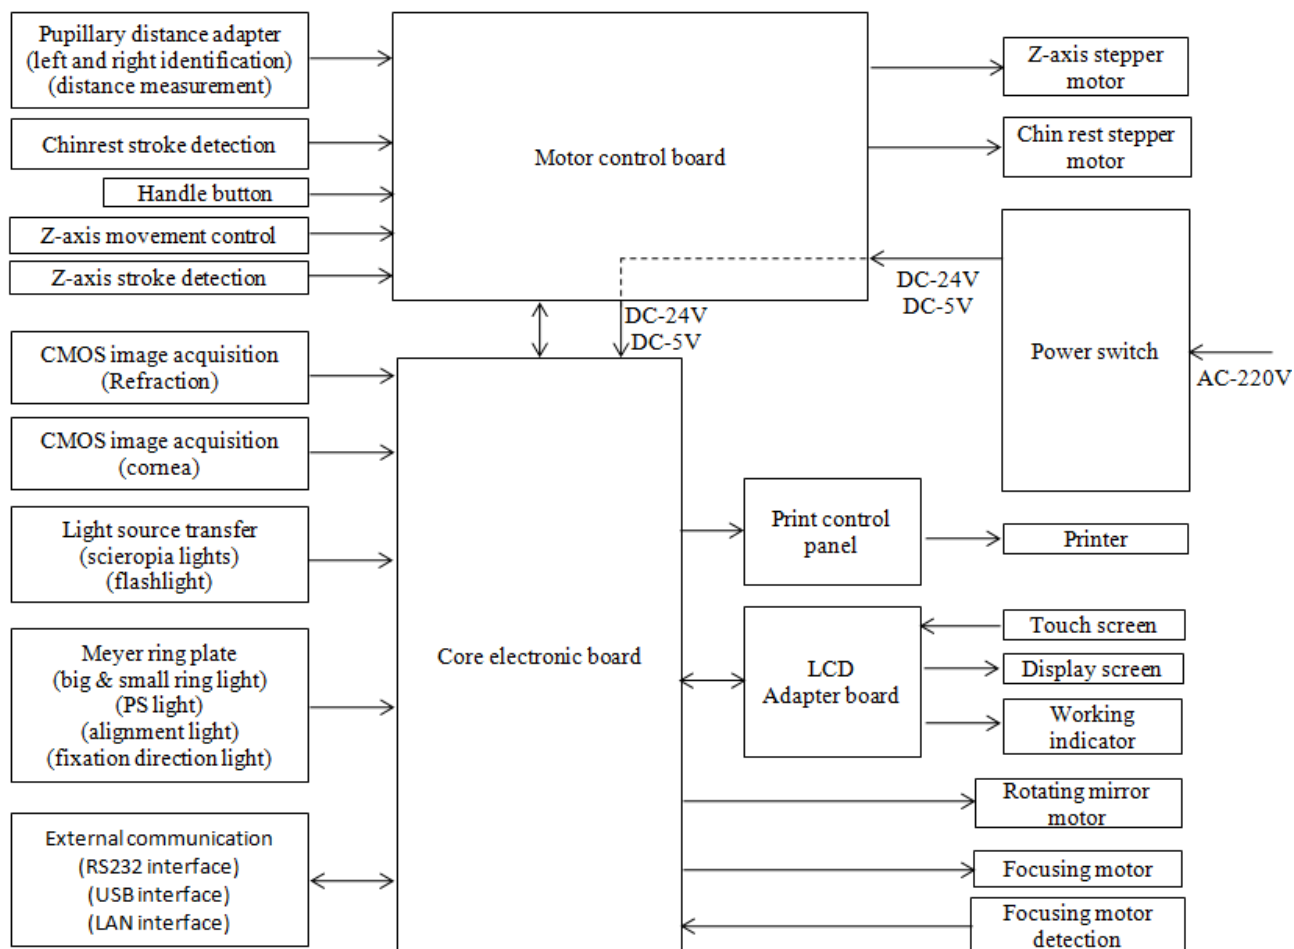 Pupillary distance adapter
(left and right identification)
(distance measurement)
Chinrest stroke detection
Handle button
Z-axis movement control
Z-axis stroke detection
Motor control board
Z-axis stepper
motor
Chin rest stepper
motor
DC-24V
DC-5V
DC-24V
DC-5V
Power switch
AC-220V
CMOS image acquisition
(Refraction)
CMOS image acquisition
(cornea)
Light source transfer
(scieropia lights)
(flashlight)
Meyer ring plate
(big & small ring light)
(PS light)
(alignment light)
(fixation direction light)
External communication
(RS232 interface)
(USB interface)
(LAN interface)
Core electronic board
Print control
panel
Printer
LCD
Adapter board
Touch screen
Display screen
Working
indicator
Rotating mirror
motor
Focusing motor
Focusing motor
detection